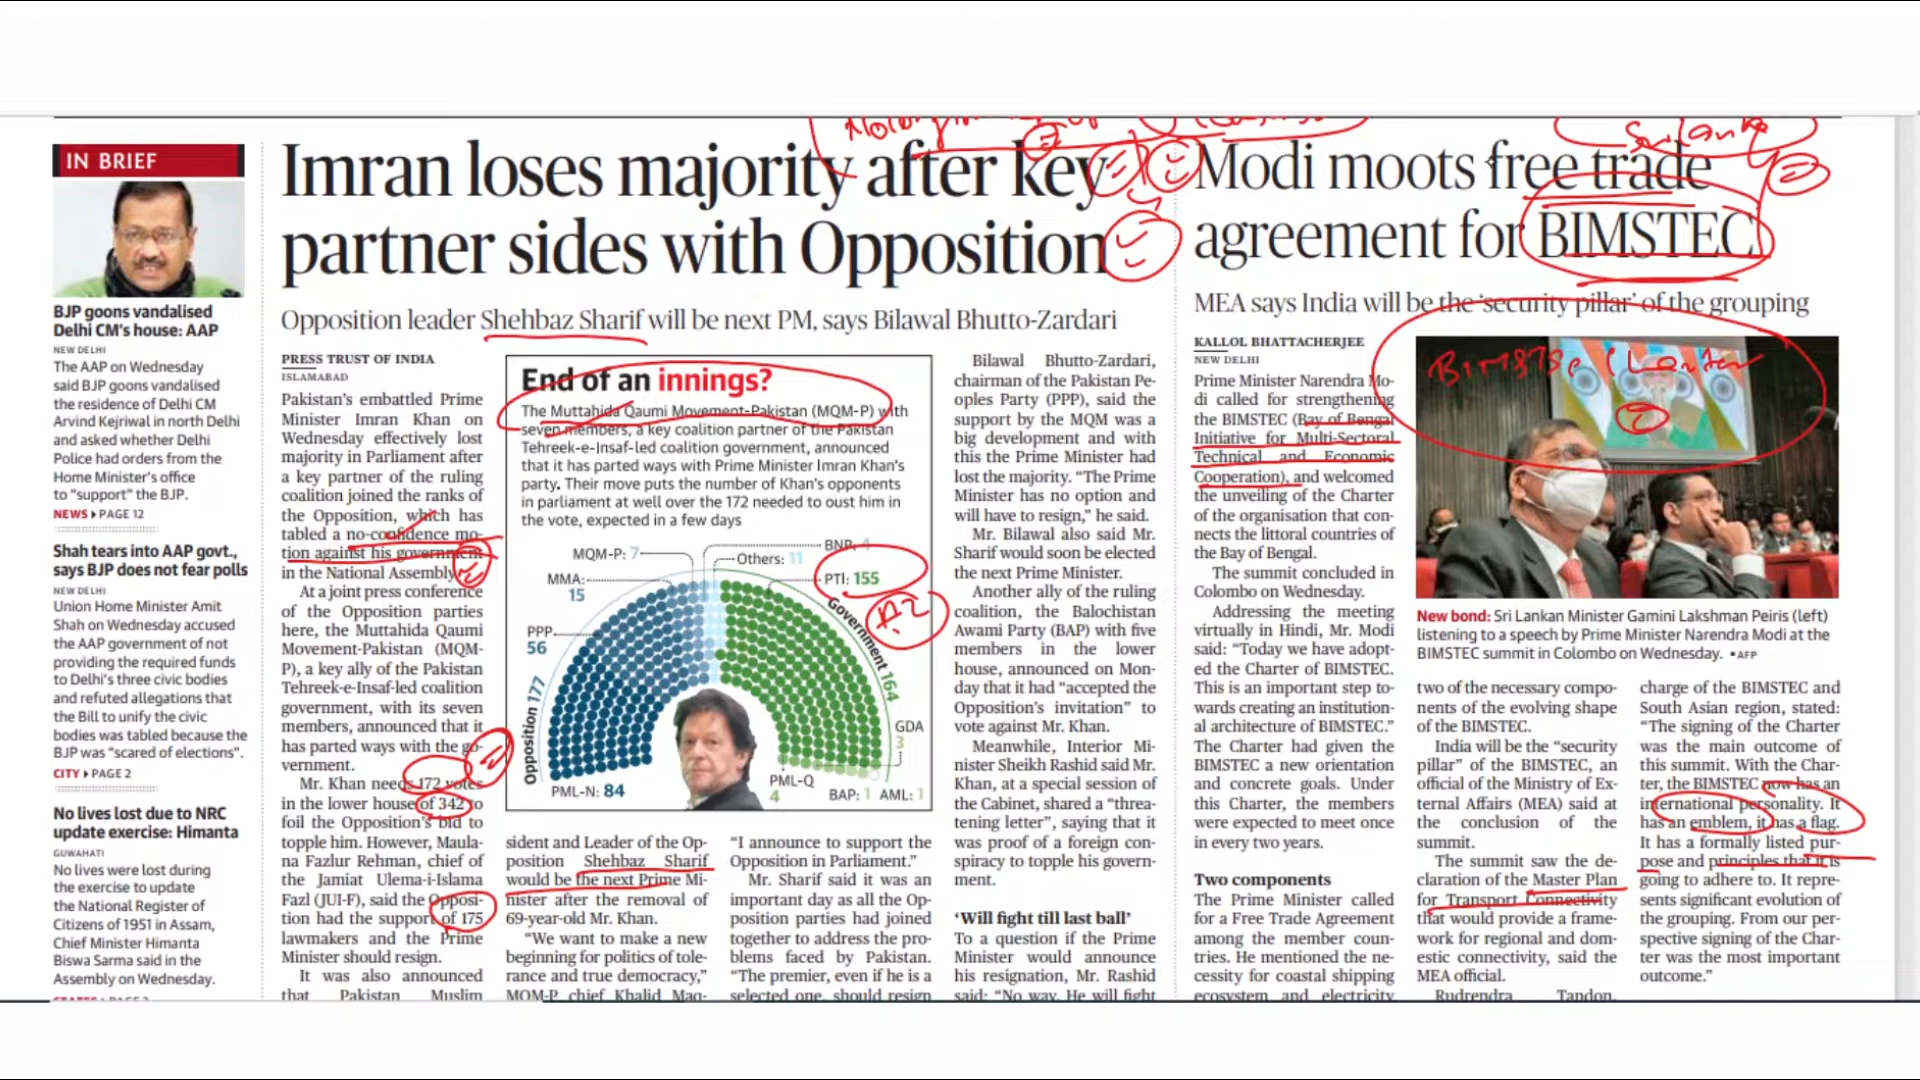 IN BRIEF
BJP goons vandalised
Delhi CM's house: AAP
NEW DELHI
The AAP on Wednesday
said BJP goons vandalised
the residence of Delhi CM
Arvind Kejriwal in north Delhi
and asked whether Delhi
Police had orders from the
Home Minister's office
to "support" the BJP.
NEWS ▸ PAGE 12
Shah tears into AAP govt.,
says BJP does not fear polls
NEW DELHI
Union Home Minister Amit
Shah on Wednesday accused
the AAP government of not
providing the required funds
to Delhi's three civic bodies
and refuted allegations that
the Bill to unify the civic
bodies was tabled because the
BJP was "scared of elections".
CITY ▸ PAGE 2
No lives lost due to NRC
update exercise: Himanta
GUWAHATI
No lives were lost during
the exercise to update
the National Register of
Citizens of 1951 in Assam,
Chief Minister Himanta
Biswa Sarma said in the
Assembly on Wednesday.
STATES ▸ PAGE 2
Imran loses majority after key
partner sides with Opposition
Opposition leader Shehbaz Sharif will be next PM, says Bilawal Bhutto-Zardari
PRESS TRUST OF INDIA
ISLAMABAD
Pakistan's embattled Prime
Minister Imran Khan on
Wednesday effectively lost
majority in Parliament after
a key partner of the ruling
coalition joined the ranks of
the Opposition, which has
tabled a no-confidence mo-
tion against his government
in the National Assembly.
At a joint press conference
of the Opposition parties
here, the Muttahida Qaumi
Movement-Pakistan (MQM-
P), a key ally of the Pakistan
Tehreek-e-Insaf-led coalition
government, with its seven
members, announced that it
has parted ways with the go-
vernment.
Mr. Khan needs 172 votes
in the lower house of 342 to
foil the Opposition's bid to
topple him. However, Maula-
na Fazlur Rehman, chief of
the Jamiat Ulema-i-Islama
Fazl (JUI-F), said the Opposi-
tion had the support of 175
lawmakers and the Prime
Minister should resign.
It was also announced
that Pakistan Muslim
End of an innings?
The Muttahida Qaumi Movement-Pakistan (MQM-P) with
seven members, a key coalition partner of the Pakistan
Tehreek-e-Insaf-led coalition government, announced
that it has parted ways with Prime Minister Imran Khan's
party. Their move puts the number of Khan's opponents
in parliament at well over the 172 needed to oust him in
the vote, expected in a few days
MQM-P: 7
BNP: 4
Others: 11
MMA:
15
PTI: 155
A2
PPP
56
Opposition 177
Government 164
GDA
3
PML-N: 84
PML-Q
4
BAP: 1 AML: 1
sident and Leader of the Op-
position Shehbaz Sharif
would be the next Prime Mi-
nister after the removal of
69-year-old Mr. Khan.
"We want to make a new
beginning for politics of tole-
rance and true democracy,"
MQM-P chief Khalid Maq-
"I announce to support the
Opposition in Parliament."
Mr. Sharif said it was an
important day as all the Op-
position parties had joined
together to address the pro-
blems faced by Pakistan.
"The premier, even if he is a
selected one, should resign
Bilawal Bhutto-Zardari,
chairman of the Pakistan Pe-
oples Party (PPP), said the
support by the MQM was a
big development and with
this the Prime Minister had
lost the majority. "The Prime
Minister has no option and
will have to resign," he said.
Mr. Bilawal also said Mr.
Sharif would soon be elected
the next Prime Minister.
Another ally of the ruling
coalition, the Balochistan
Awami Party (BAP) with five
members in the lower
house, announced on Mon-
day that it had "accepted the
Opposition's invitation" to
vote against Mr. Khan.
Meanwhile, Interior Mi-
nister Sheikh Rashid said Mr.
Khan, at a special session of
the Cabinet, shared a "threa-
tening letter", saying that it
was proof of a foreign con-
spiracy to topple his govern-
ment.
'Will fight till last ball'
To a question if the Prime
Minister would announce
his resignation, Mr. Rashid
said: "No way. He will fight
Srilanka
Modi moots free trade
agreement for BIMSTEC
MEA says India will be the 'security pillar' of the grouping
KALLOL BHATTACHERJEE
NEW DELHI
Prime Minister Narendra Mo-
di called for strengthening
the BIMSTEC (Bay of Bengal
Initiative for Multi-Sectoral
Technical and Economic
Cooperation), and welcomed
the unveiling of the Charter
of the organisation that con-
nects the littoral countries of
the Bay of Bengal.
The summit concluded in
Colombo on Wednesday.
Addressing the meeting
virtually in Hindi, Mr. Modi
said: "Today we have adopt-
ed the Charter of BIMSTEC.
This is an important step to-
wards creating an institution-
al architecture of BIMSTEC."
The Charter had given the
BIMSTEC a new orientation
and concrete goals. Under
this Charter, the members
were expected to meet once
in every two years.
Two components
The Prime Minister called
for a Free Trade Agreement
among the member coun-
tries. He mentioned the ne-
cessity for coastal shipping
ecosystem and electricity
New bond: Sri Lankan Minister Gamini Lakshman Peiris (left)
listening to a speech by Prime Minister Narendra Modi at the
BIMSTEC summit in Colombo on Wednesday. ▪ AFP
two of the necessary compo-
nents of the evolving shape
of the BIMSTEC.
India will be the "security
pillar" of the BIMSTEC, an
official of the Ministry of Ex-
ternal Affairs (MEA) said at
the conclusion of the
summit.
The summit saw the de-
claration of the Master Plan
for Transport Connectivity
that would provide a frame-
work for regional and dom-
estic connectivity, said the
MEA official.
Rudrendra Tandon,
charge of the BIMSTEC and
South Asian region, stated:
"The signing of the Charter
was the main outcome of
this summit. With the Char-
ter, the BIMSTEC now has an
international personality. It
has an emblem, it has a flag.
It has a formally listed pur-
pose and principles that it is
going to adhere to. It repre-
sents significant evolution of
the grouping. From our per-
spective signing of the Char-
ter was the most important
outcome."